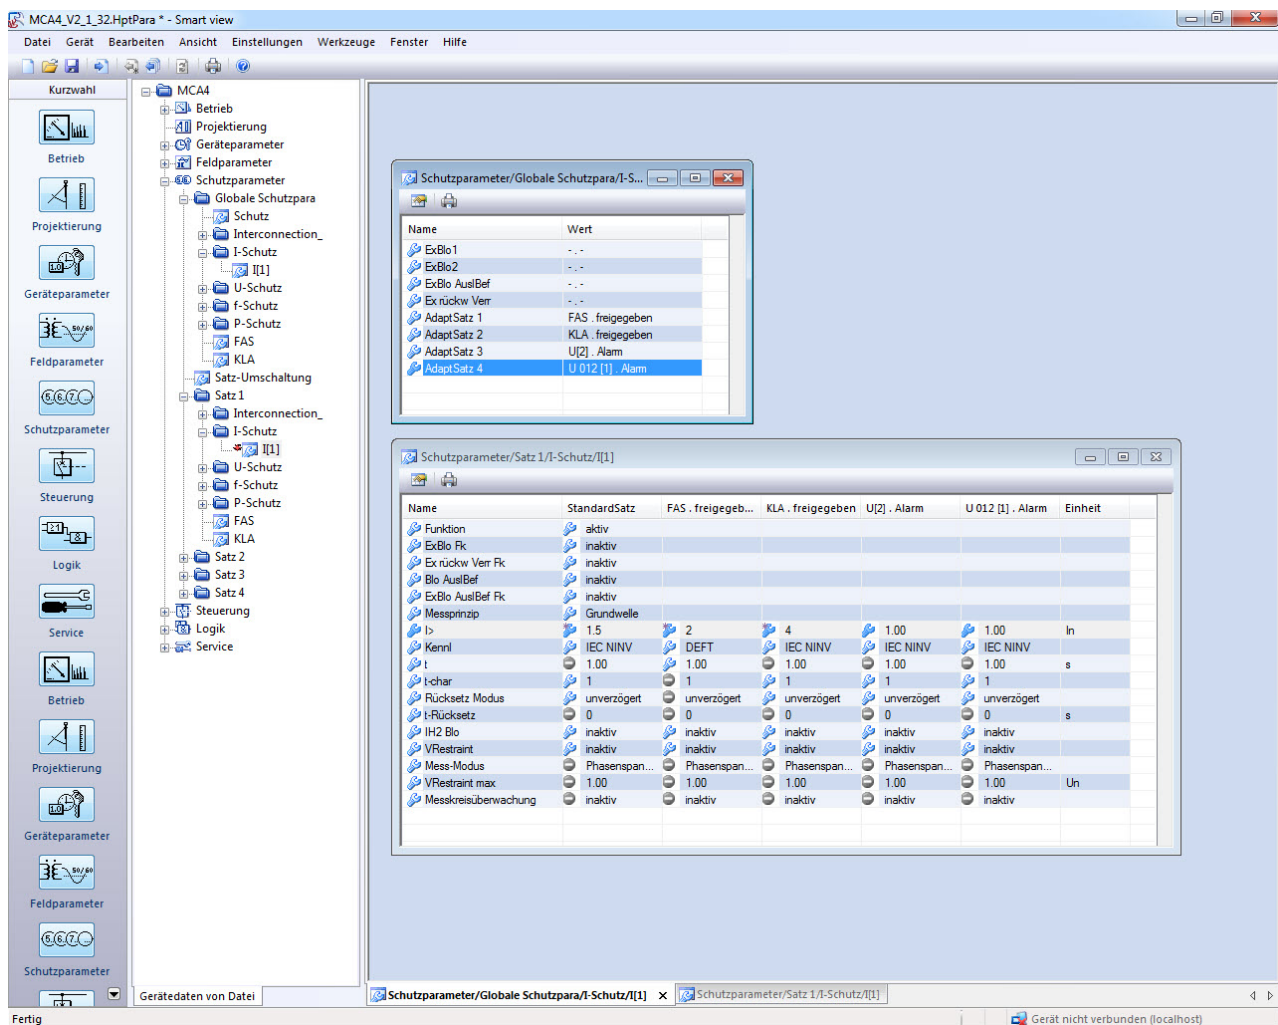 MCA4_V2_1_32.HptPara * - Smart view
Datei Gerät Bearbeiten Ansicht Einstellungen Werkzeuge Fenster Hilfe
Kurzwahl
Betrieb
Projektierung
Geräteparameter
Feldparameter
Schutzparameter
Steuerung
Logik
Service
Betrieb
Projektierung
Geräteparameter
Feldparameter
Schutzparameter
MCA4
Betrieb
Projektierung
Geräteparameter
Feldparameter
Schutzparameter
Globale Schutzpara
Schutz
Interconnection_
I-Schutz
I[1]
U-Schutz
f-Schutz
P-Schutz
FAS
KLA
Satz-Umschaltung
Satz 1
Interconnection_
I-Schutz
I[1]
U-Schutz
f-Schutz
P-Schutz
FAS
KLA
Satz 2
Satz 3
Satz 4
Steuerung
Logik
Service
Gerätedaten von Datei
Schutzparameter/Globale Schutzpara/I-S...
Name Wert
ExBlo1 - . -
ExBlo2 - . -
ExBlo AuslBef - . -
Ex rückw Verr - . -
AdaptSatz 1 FAS . freigegeben
AdaptSatz 2 KLA . freigegeben
AdaptSatz 3 U[2] . Alarm
AdaptSatz 4 U 012 [1] . Alarm
Schutzparameter/Satz 1/I-Schutz/I[1]
Name StandardSatz FAS . freigegeb... KLA . freigegeben U[2] . Alarm U 012 [1] . Alarm Einheit
Funktion aktiv
ExBlo Fk inaktiv
Ex rückw Verr Fk inaktiv
Blo AuslBef inaktiv
ExBlo AuslBef Fk inaktiv
Messprinzip Grundwelle
I> 1.5 2 4 1.00 1.00 In
Kennl IEC NINV DEFT IEC NINV IEC NINV IEC NINV
t 1.00 1.00 1.00 1.00 1.00 s
t-char 1 1 1 1 1
Rücksetz Modus unverzögert unverzögert unverzögert unverzögert unverzögert
t-Rücksetz 0 0 0 0 0 s
IH2 Blo inaktiv inaktiv inaktiv inaktiv inaktiv
VRestraint inaktiv inaktiv inaktiv inaktiv inaktiv
Mess-Modus Phasenspan... Phasenspan... Phasenspan... Phasenspan... Phasenspan...
VRestraint max 1.00 1.00 1.00 1.00 1.00 Un
Messkreisüberwachung inaktiv inaktiv inaktiv inaktiv inaktiv
Schutzparameter/Globale Schutzpara/I-Schutz/I[1] x Schutzparameter/Satz 1/I-Schutz/I[1]
Fertig Gerät nicht verbunden (localhost)